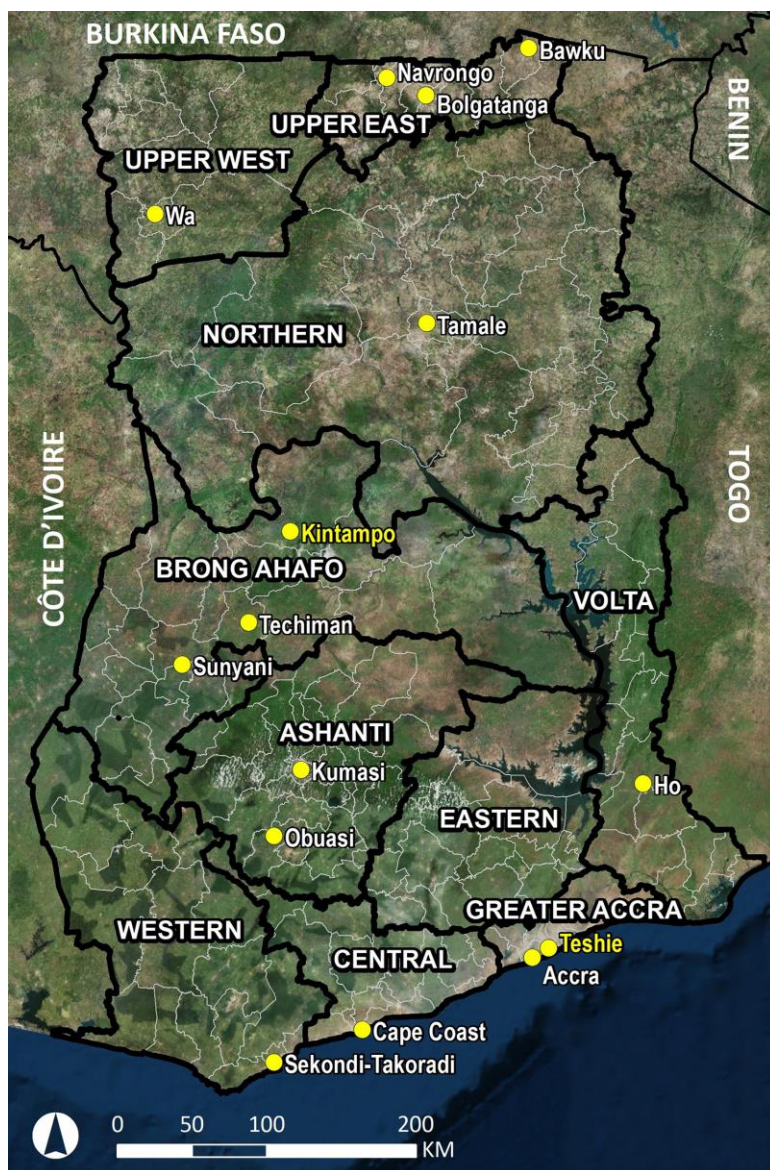 BURKINA FASO
Bawku
Navrongo
Bolgatanga
BENIN
UPPER EAST
UPPER WEST
Wa
NORTHERN
Tamale
CÔTE D'IVOIRE
TOGO
Kintampo
BRONG AHAFO
VOLTA
Techiman
Sunyani
ASHANTI
Kumasi
Ho
EASTERN
Obuasi
GREATER ACCRA
WESTERN
Teshie
CENTRAL
Accra
Cape Coast
Sekondi-Takoradi
0 50 100 200
KM